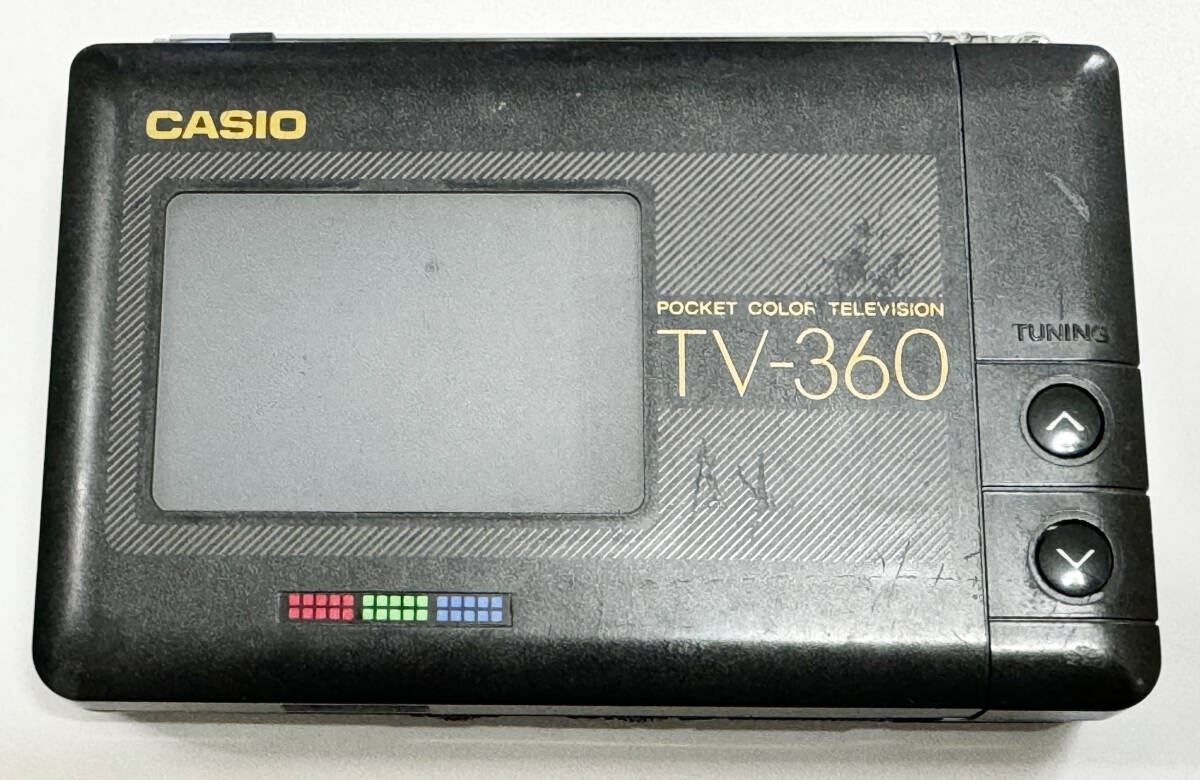 CASIO
POCKET COLOR TELEVISION
TV-360
TUNING